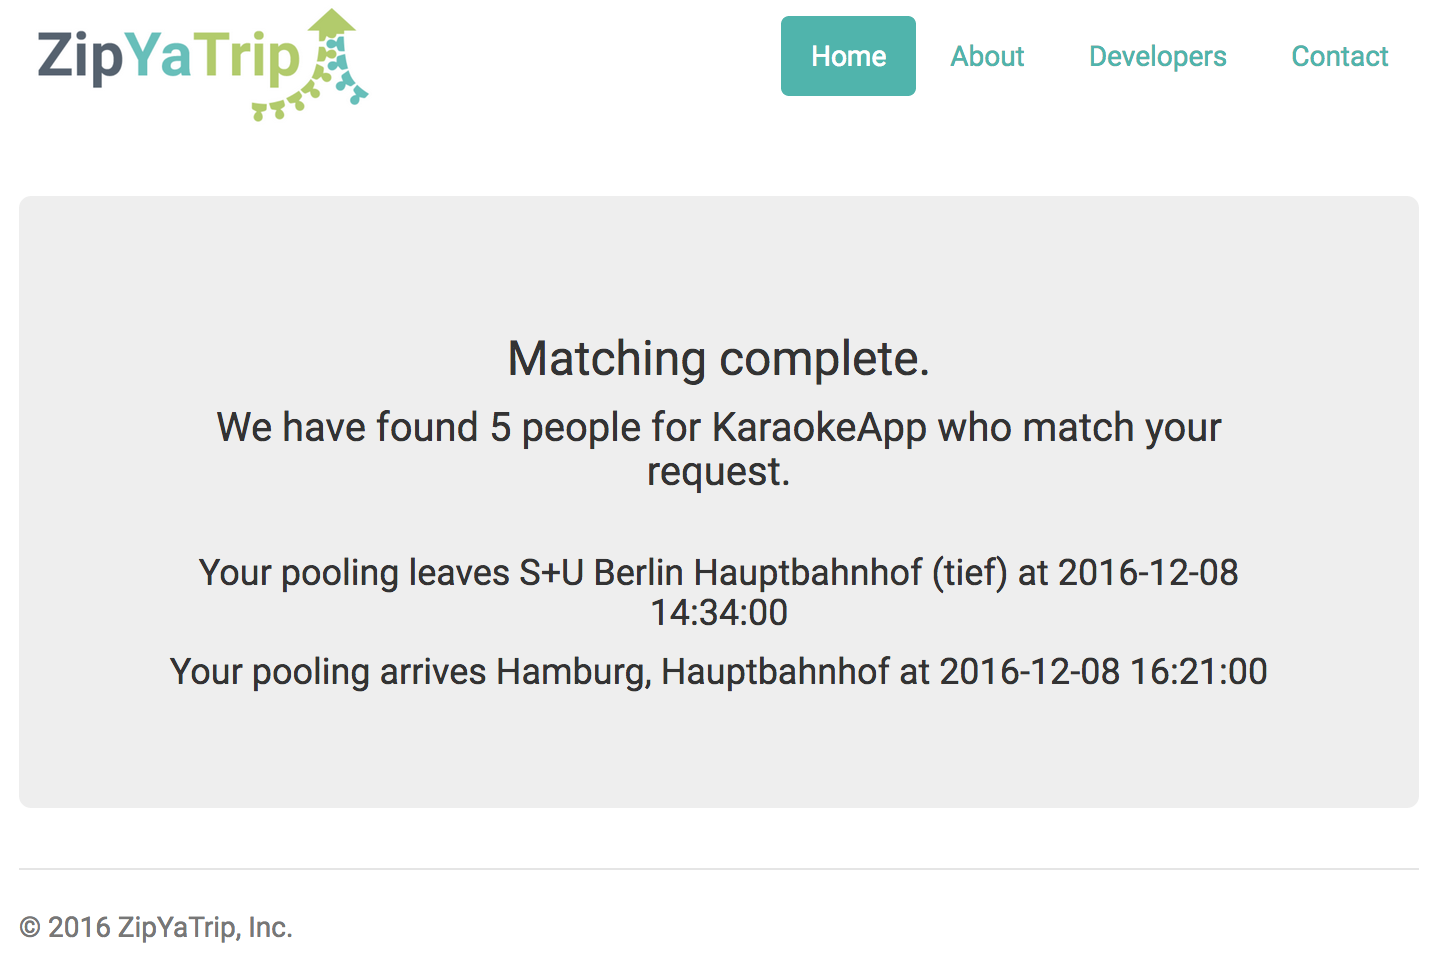 ZipYaTrip
Home About Developers Contact
Matching complete.
We have found 5 people for KaraokeApp who match your
request.
Your pooling leaves S+U Berlin Hauptbahnhof (tief) at 2016-12-08
14:34:00
Your pooling arrives Hamburg, Hauptbahnhof at 2016-12-08 16:21:00
© 2016 ZipYaTrip, Inc.